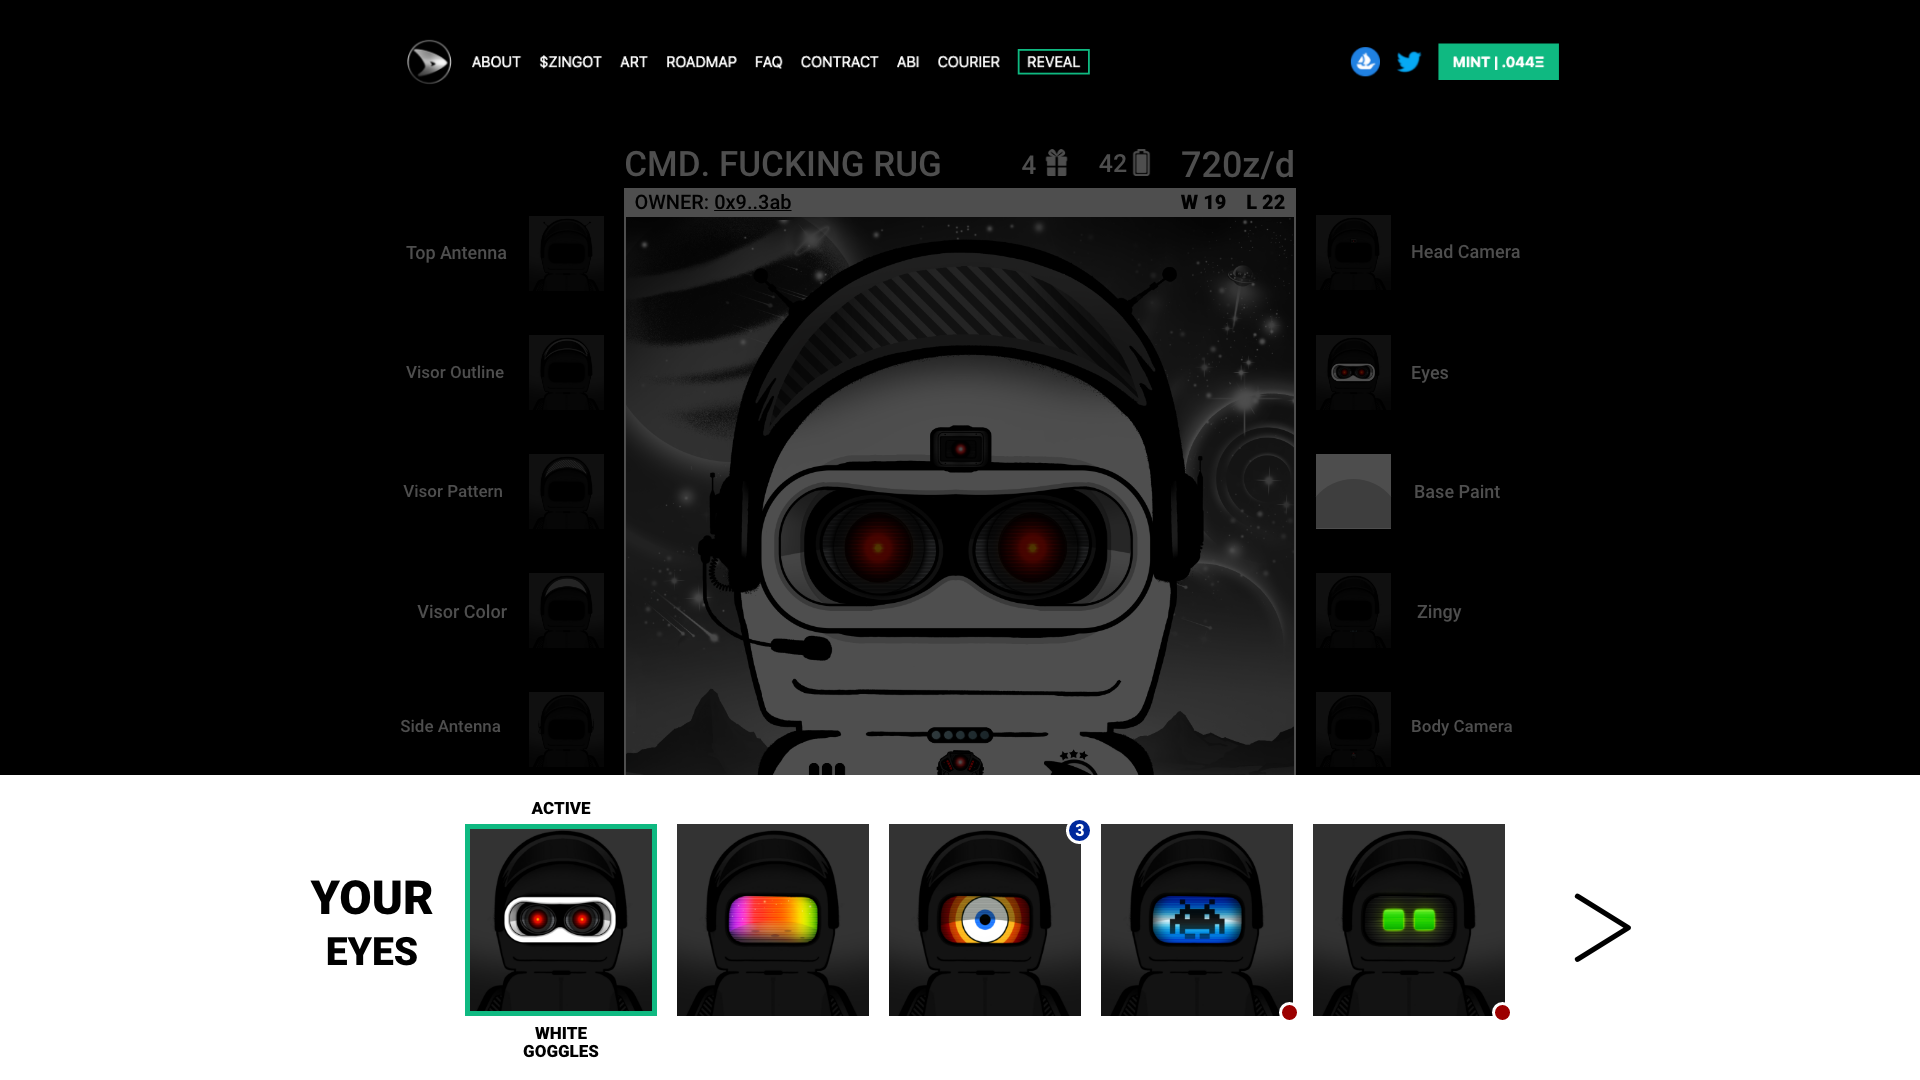 ABOUT $ZINGOT ART ROADMAP FAQ CONTRACT ABI COURIER REVEAL MINT | .044Ξ
CMD. FUCKING RUG 4 42 720z/d
OWNER: 0x9..3ab W 19 L 22
Top Antenna
Head Camera
Visor Outline
Eyes
Visor Pattern
Base Paint
Visor Color
Zingy
Side Antenna
Body Camera
ACTIVE
3
YOUR
EYES
WHITE
GOGGLES